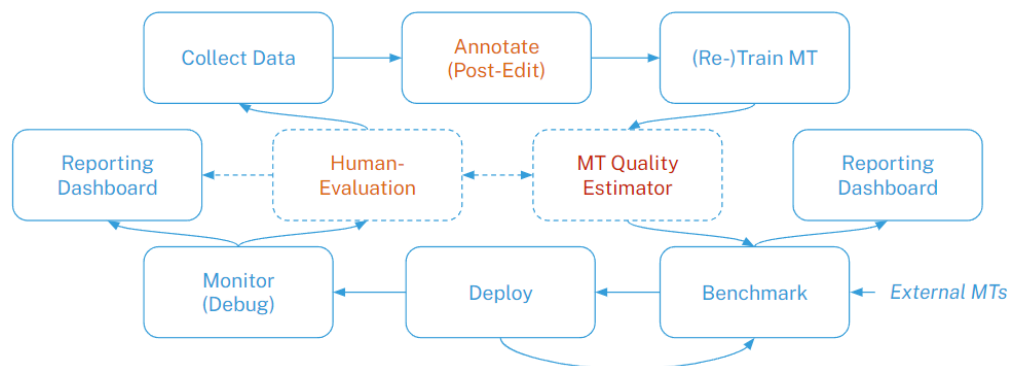 Collect Data
Annotate
(Post-Edit)
(Re-)Train MT
Reporting
Dashboard
Human-
Evaluation
MT Quality
Estimator
Reporting
Dashboard
Monitor
(Debug)
Deploy
Benchmark
External MTs